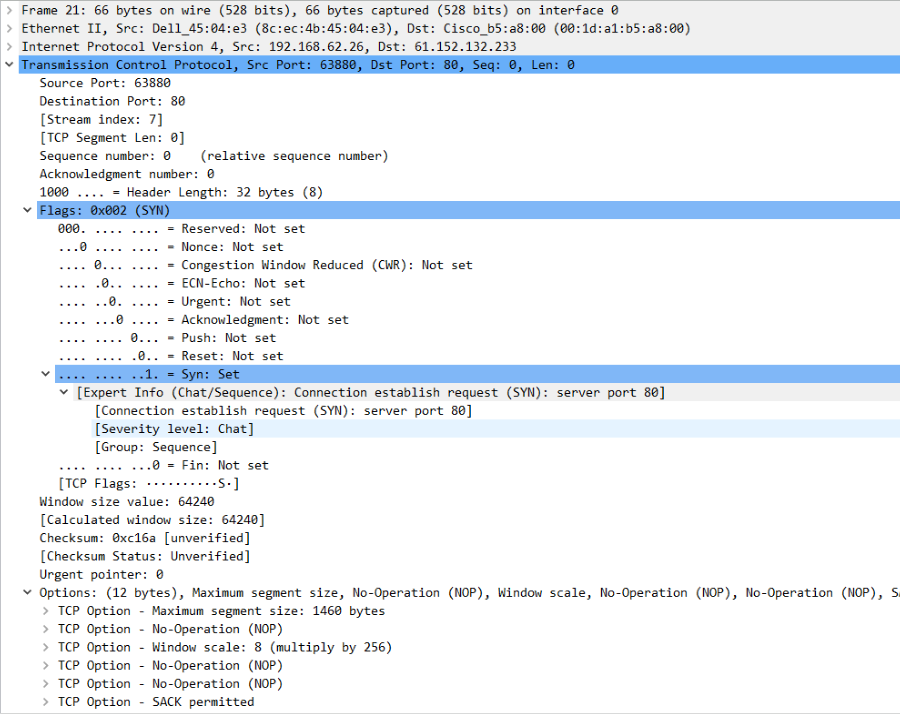 Frame 21: 66 bytes on wire (528 bits), 66 bytes captured (528 bits) on interface 0
Ethernet II, Src: Dell_45:04:e3 (8c:ec:4b:45:04:e3), Dst: Cisco_b5:a8:00 (00:1d:a1:b5:a8:00)
Internet Protocol Version 4, Src: 192.168.62.26, Dst: 61.152.132.233
Transmission Control Protocol, Src Port: 63880, Dst Port: 80, Seq: 0, Len: 0
Source Port: 63880
Destination Port: 80
[Stream index: 7]
[TCP Segment Len: 0]
Sequence number: 0    (relative sequence number)
Acknowledgment number: 0
1000 .... = Header Length: 32 bytes (8)
Flags: 0x002 (SYN)
000. .... .... = Reserved: Not set
...0 .... .... = Nonce: Not set
.... 0... .... = Congestion Window Reduced (CWR): Not set
.... .0.. .... = ECN-Echo: Not set
.... ..0. .... = Urgent: Not set
.... ...0 .... = Acknowledgment: Not set
.... .... 0... = Push: Not set
.... .... .0.. = Reset: Not set
.... .... ..1. = Syn: Set
[Expert Info (Chat/Sequence): Connection establish request (SYN): server port 80]
[Connection establish request (SYN): server port 80]
[Severity level: Chat]
[Group: Sequence]
.... .... ...0 = Fin: Not set
[TCP Flags: ··········S·]
Window size value: 64240
[Calculated window size: 64240]
Checksum: 0xc16a [unverified]
[Checksum Status: Unverified]
Urgent pointer: 0
Options: (12 bytes), Maximum segment size, No-Operation (NOP), Window scale, No-Operation (NOP), No-Operation (NOP), S
TCP Option - Maximum segment size: 1460 bytes
TCP Option - No-Operation (NOP)
TCP Option - Window scale: 8 (multiply by 256)
TCP Option - No-Operation (NOP)
TCP Option - No-Operation (NOP)
TCP Option - SACK permitted